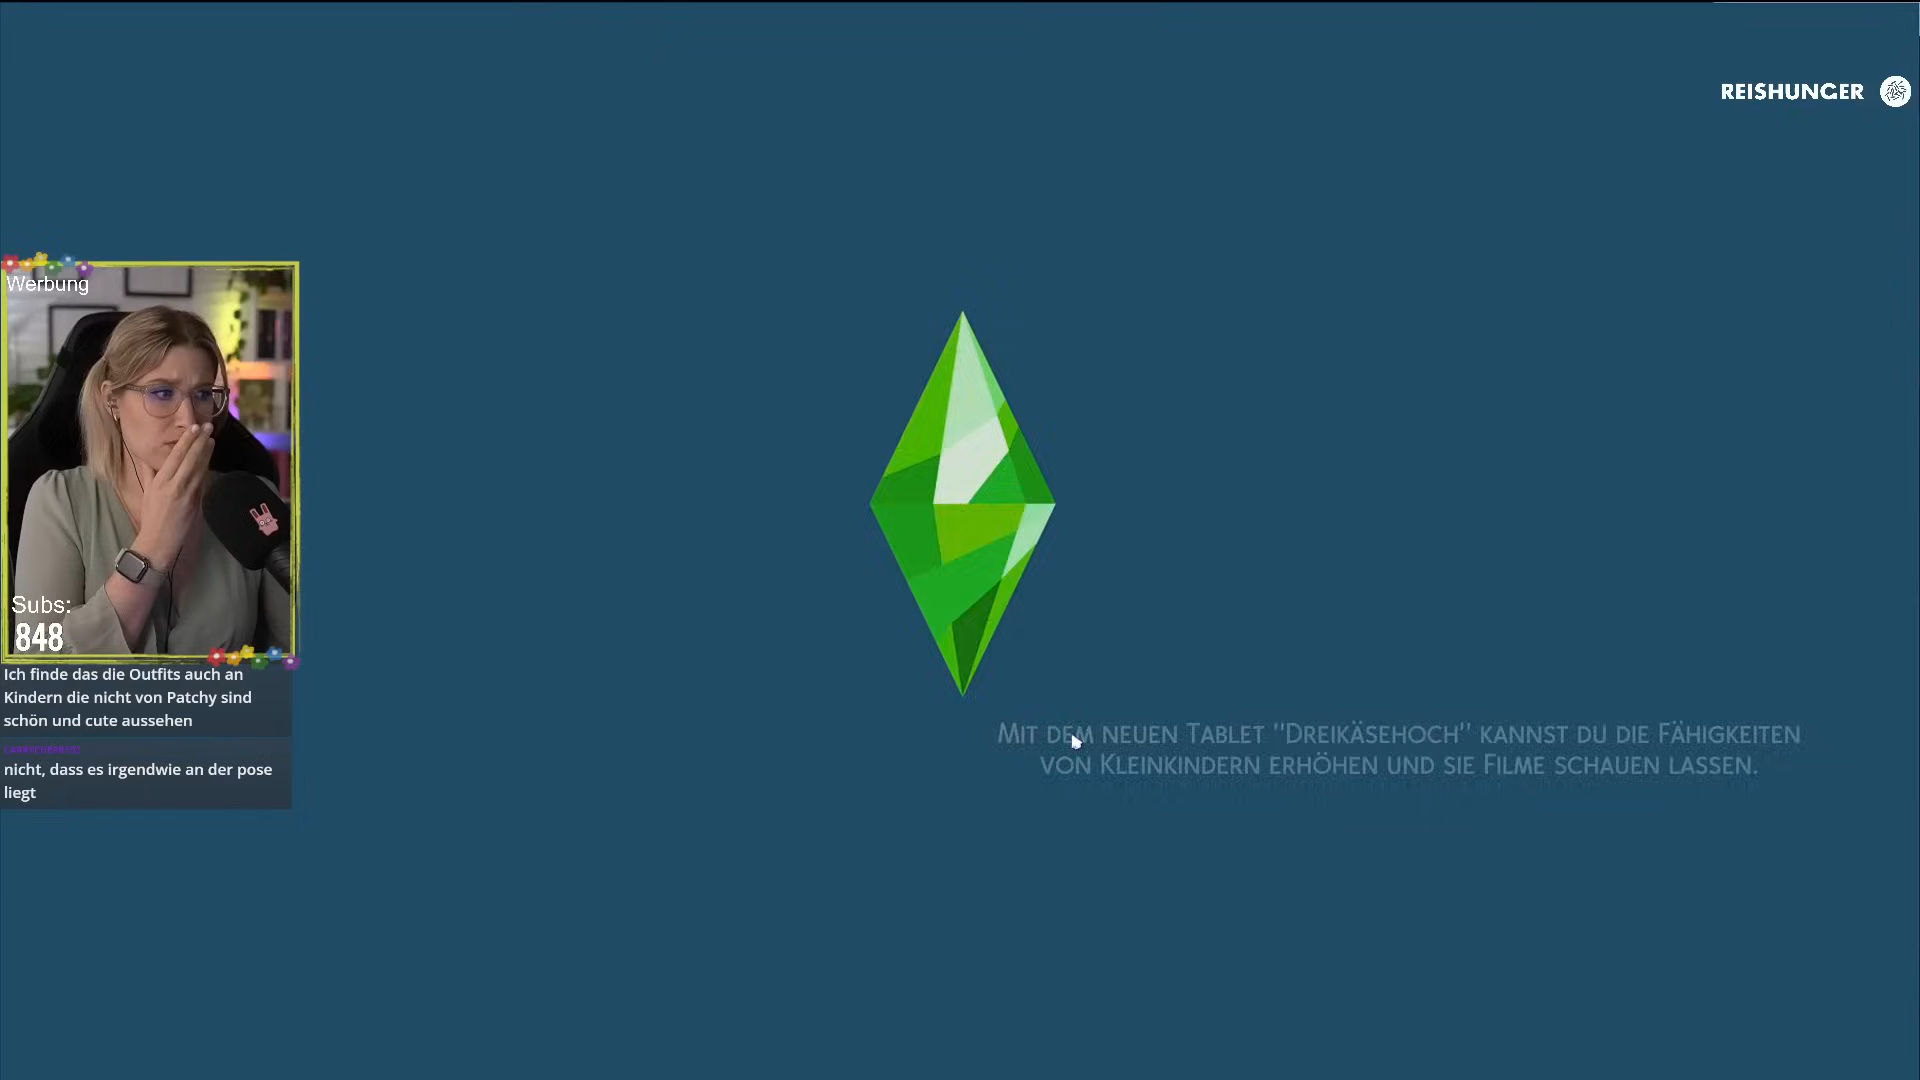 REISHUNGER
Werbung
Subs:
848
Ich finde das die Outfits auch an
Kindern die nicht von Patchy sind
schön und cute aussehen
nicht, dass es irgendwie an der pose
liegt
MIT DEM NEUEN TABLET "DREIKÄSEHOCH" KANNST DU DIE FÄHIGKEITEN
VON KLEINKINDERN ERHÖHEN UND SIE FILME SCHAUEN LASSEN.